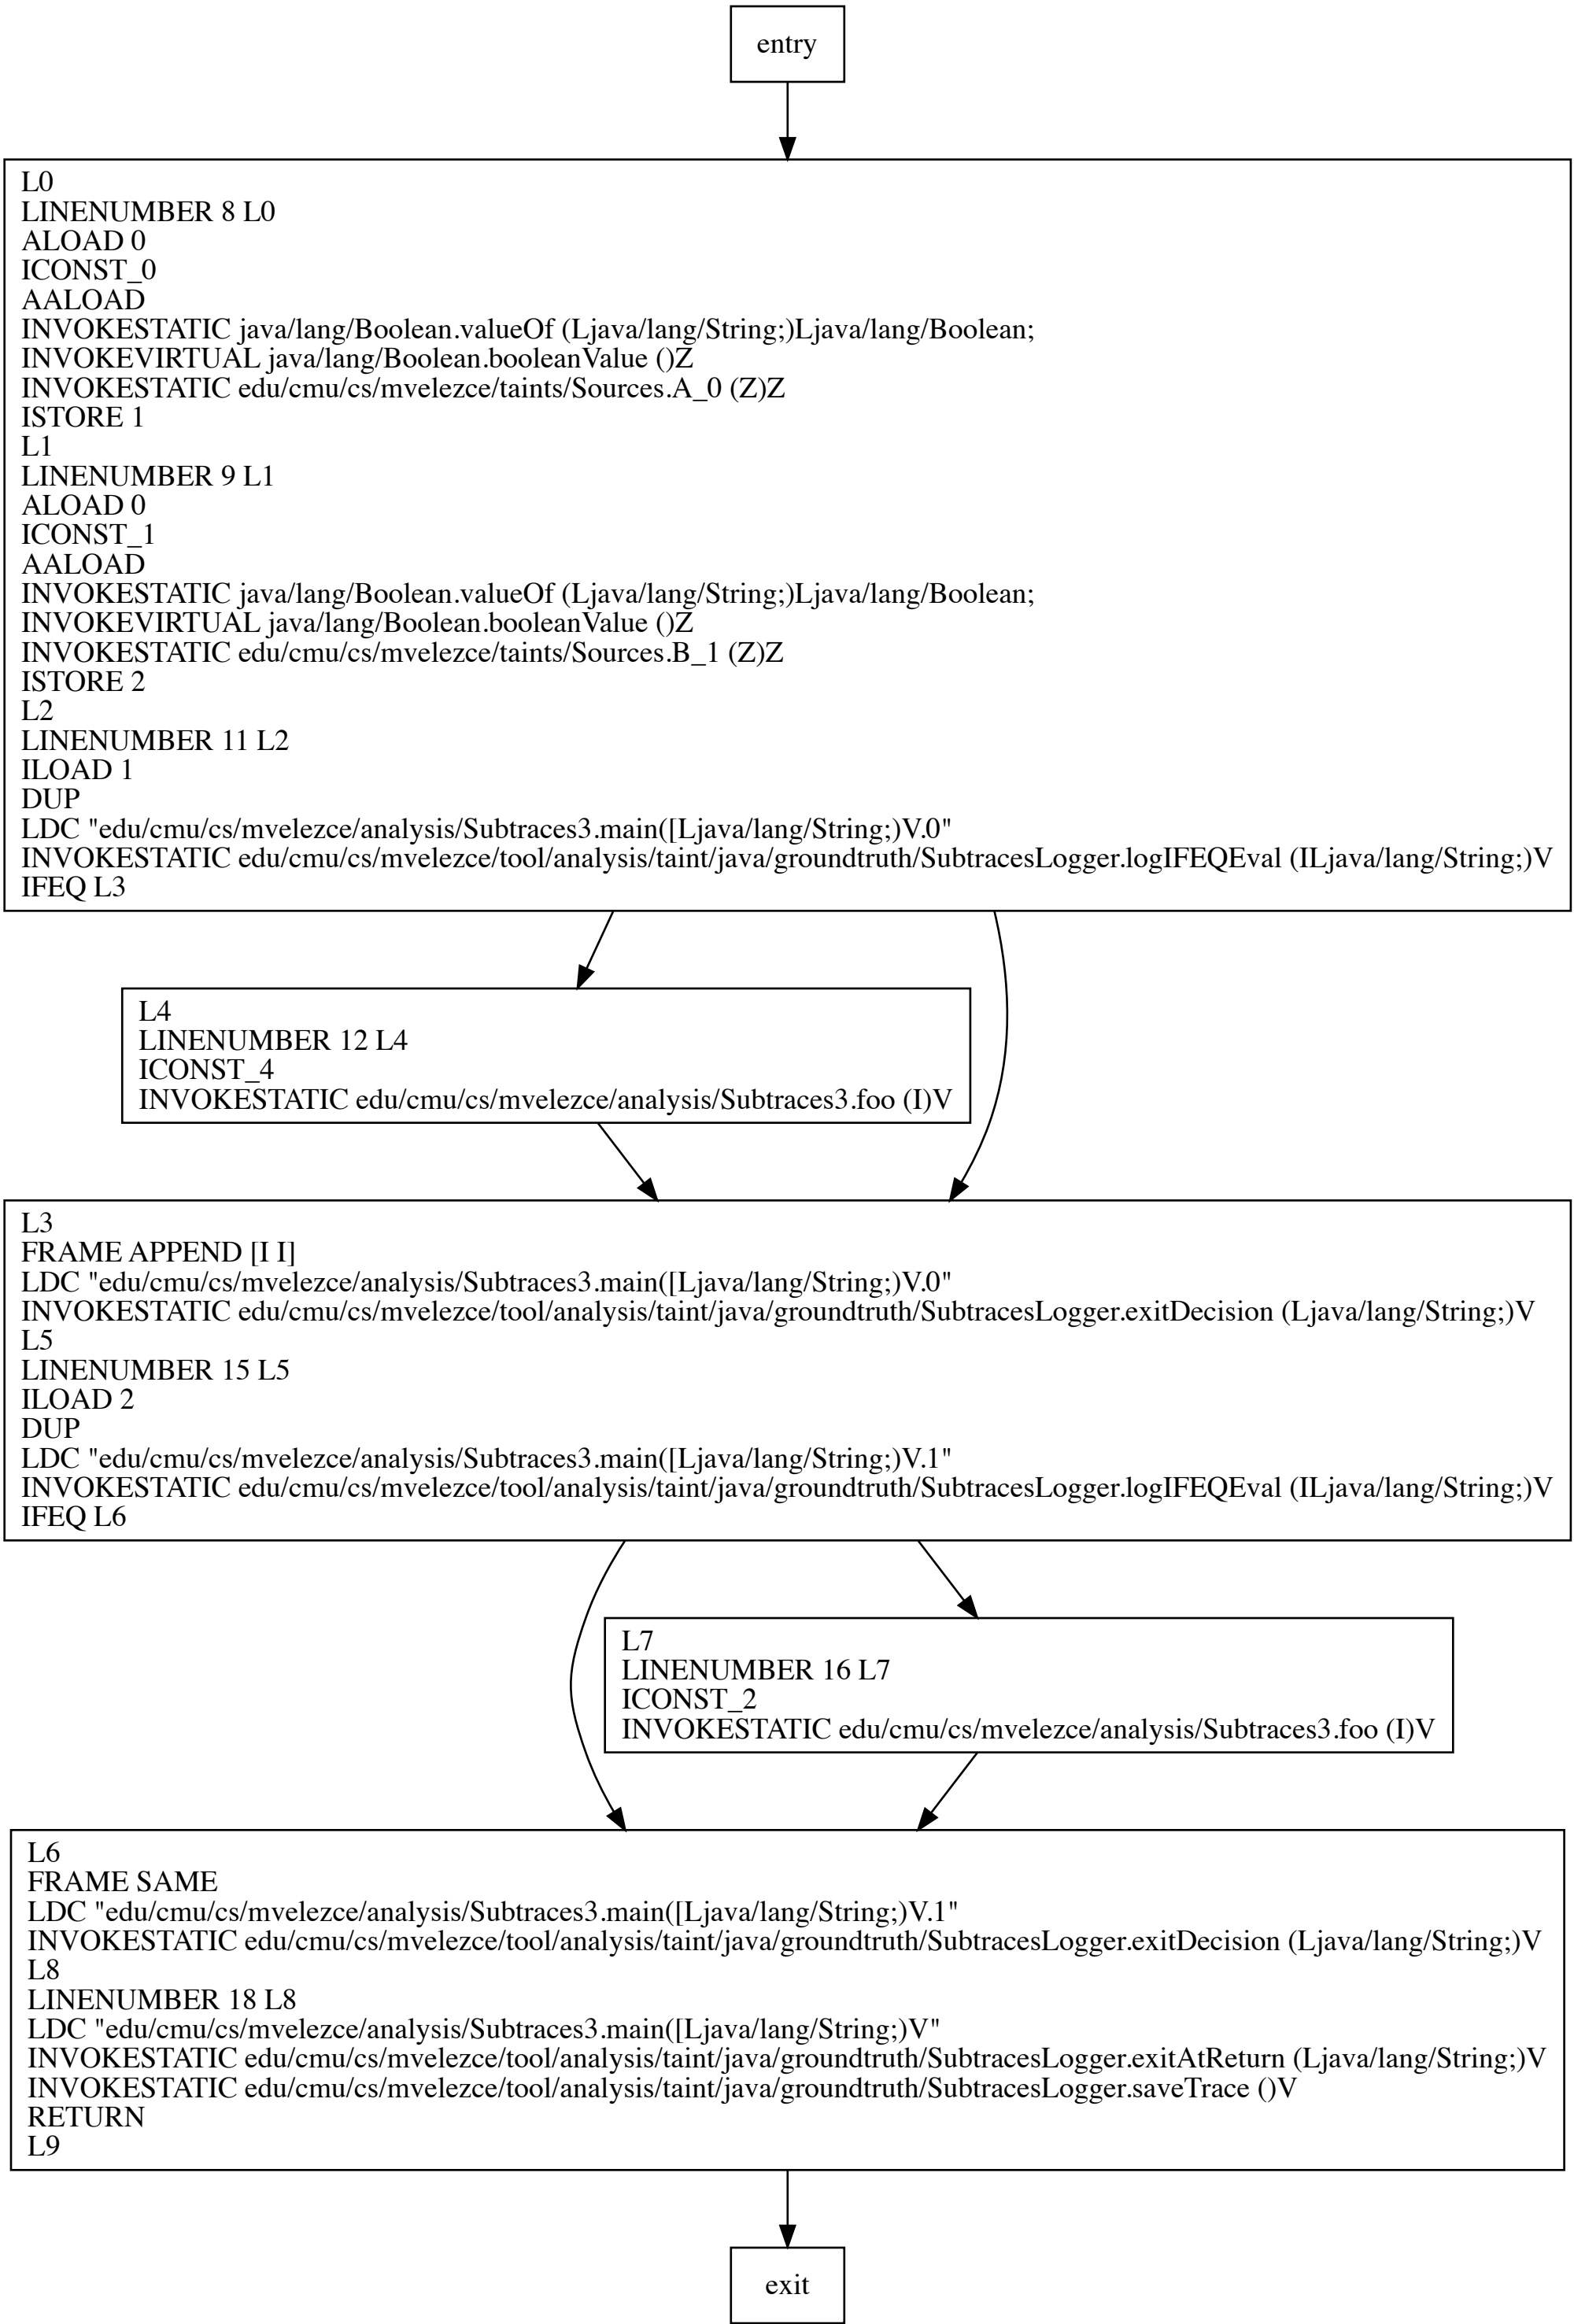 entry
L0
LINENUMBER 8 L0
ALOAD 0
ICONST_0
AALOAD
INVOKESTATIC java/lang/Boolean.valueOf (Ljava/lang/String;)Ljava/lang/Boolean;
INVOKEVIRTUAL java/lang/Boolean.booleanValue ()Z
INVOKESTATIC edu/cmu/cs/mvelezce/taints/Sources.A_0 (Z)Z
ISTORE 1
L1
LINENUMBER 9 L1
ALOAD 0
ICONST_1
AALOAD
INVOKESTATIC java/lang/Boolean.valueOf (Ljava/lang/String;)Ljava/lang/Boolean;
INVOKEVIRTUAL java/lang/Boolean.booleanValue ()Z
INVOKESTATIC edu/cmu/cs/mvelezce/taints/Sources.B_1 (Z)Z
ISTORE 2
L2
LINENUMBER 11 L2
ILOAD 1
DUP
LDC "edu/cmu/cs/mvelezce/analysis/Subtraces3.main([Ljava/lang/String;)V.0"
INVOKESTATIC edu/cmu/cs/mvelezce/tool/analysis/taint/java/groundtruth/SubtracesLogger.logIFEQEval (ILjava/lang/String;)V
IFEQ L3
L4
LINENUMBER 12 L4
ICONST_4
INVOKESTATIC edu/cmu/cs/mvelezce/analysis/Subtraces3.foo (I)V
L3
FRAME APPEND [I I]
LDC "edu/cmu/cs/mvelezce/analysis/Subtraces3.main([Ljava/lang/String;)V.0"
INVOKESTATIC edu/cmu/cs/mvelezce/tool/analysis/taint/java/groundtruth/SubtracesLogger.exitDecision (Ljava/lang/String;)V
L5
LINENUMBER 15 L5
ILOAD 2
DUP
LDC "edu/cmu/cs/mvelezce/analysis/Subtraces3.main([Ljava/lang/String;)V.1"
INVOKESTATIC edu/cmu/cs/mvelezce/tool/analysis/taint/java/groundtruth/SubtracesLogger.logIFEQEval (ILjava/lang/String;)V
IFEQ L6
L7
LINENUMBER 16 L7
ICONST_2
INVOKESTATIC edu/cmu/cs/mvelezce/analysis/Subtraces3.foo (I)V
L6
FRAME SAME
LDC "edu/cmu/cs/mvelezce/analysis/Subtraces3.main([Ljava/lang/String;)V.1"
INVOKESTATIC edu/cmu/cs/mvelezce/tool/analysis/taint/java/groundtruth/SubtracesLogger.exitDecision (Ljava/lang/String;)V
L8
LINENUMBER 18 L8
LDC "edu/cmu/cs/mvelezce/analysis/Subtraces3.main([Ljava/lang/String;)V"
INVOKESTATIC edu/cmu/cs/mvelezce/tool/analysis/taint/java/groundtruth/SubtracesLogger.exitAtReturn (Ljava/lang/String;)V
INVOKESTATIC edu/cmu/cs/mvelezce/tool/analysis/taint/java/groundtruth/SubtracesLogger.saveTrace ()V
RETURN
L9
exit